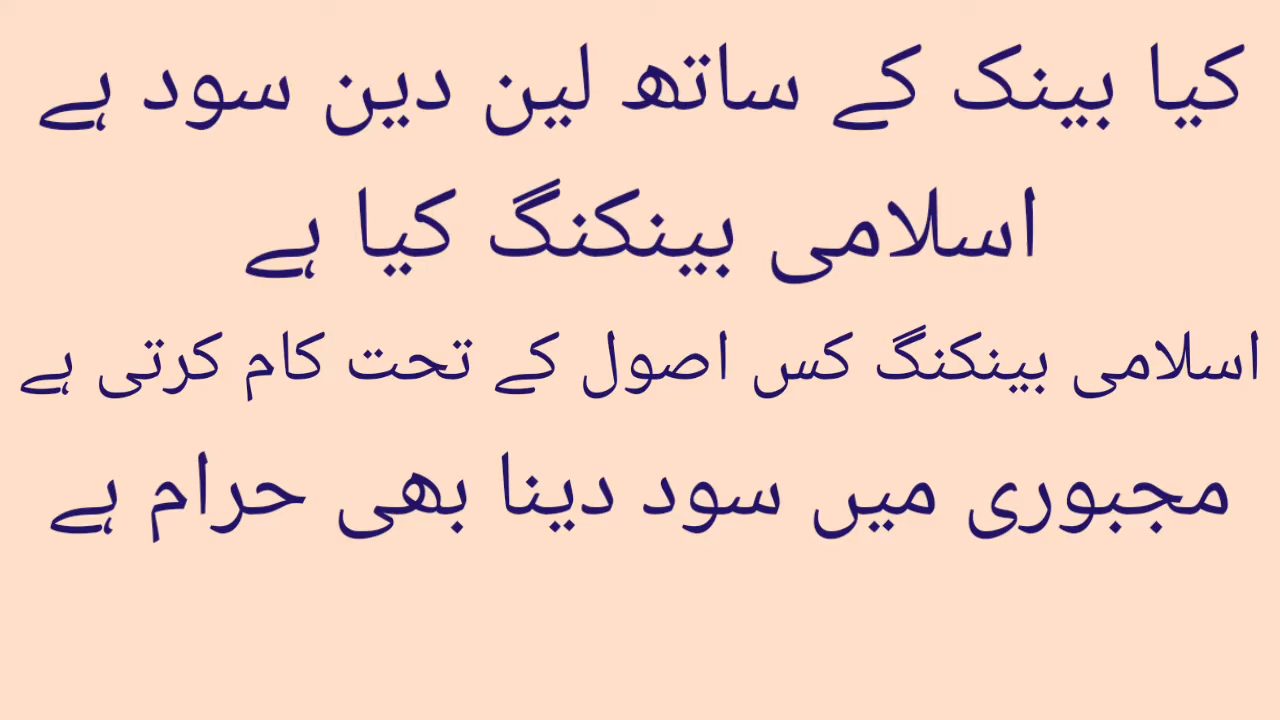 کیا بینک کے ساتھ لین دین سود ہے
اسلامی بینکنگ کیا ہے
اسلامی بینکنگ کس اصول کے تحت کام کرتی ہے
مجبوری میں سود دینا بھی حرام ہے